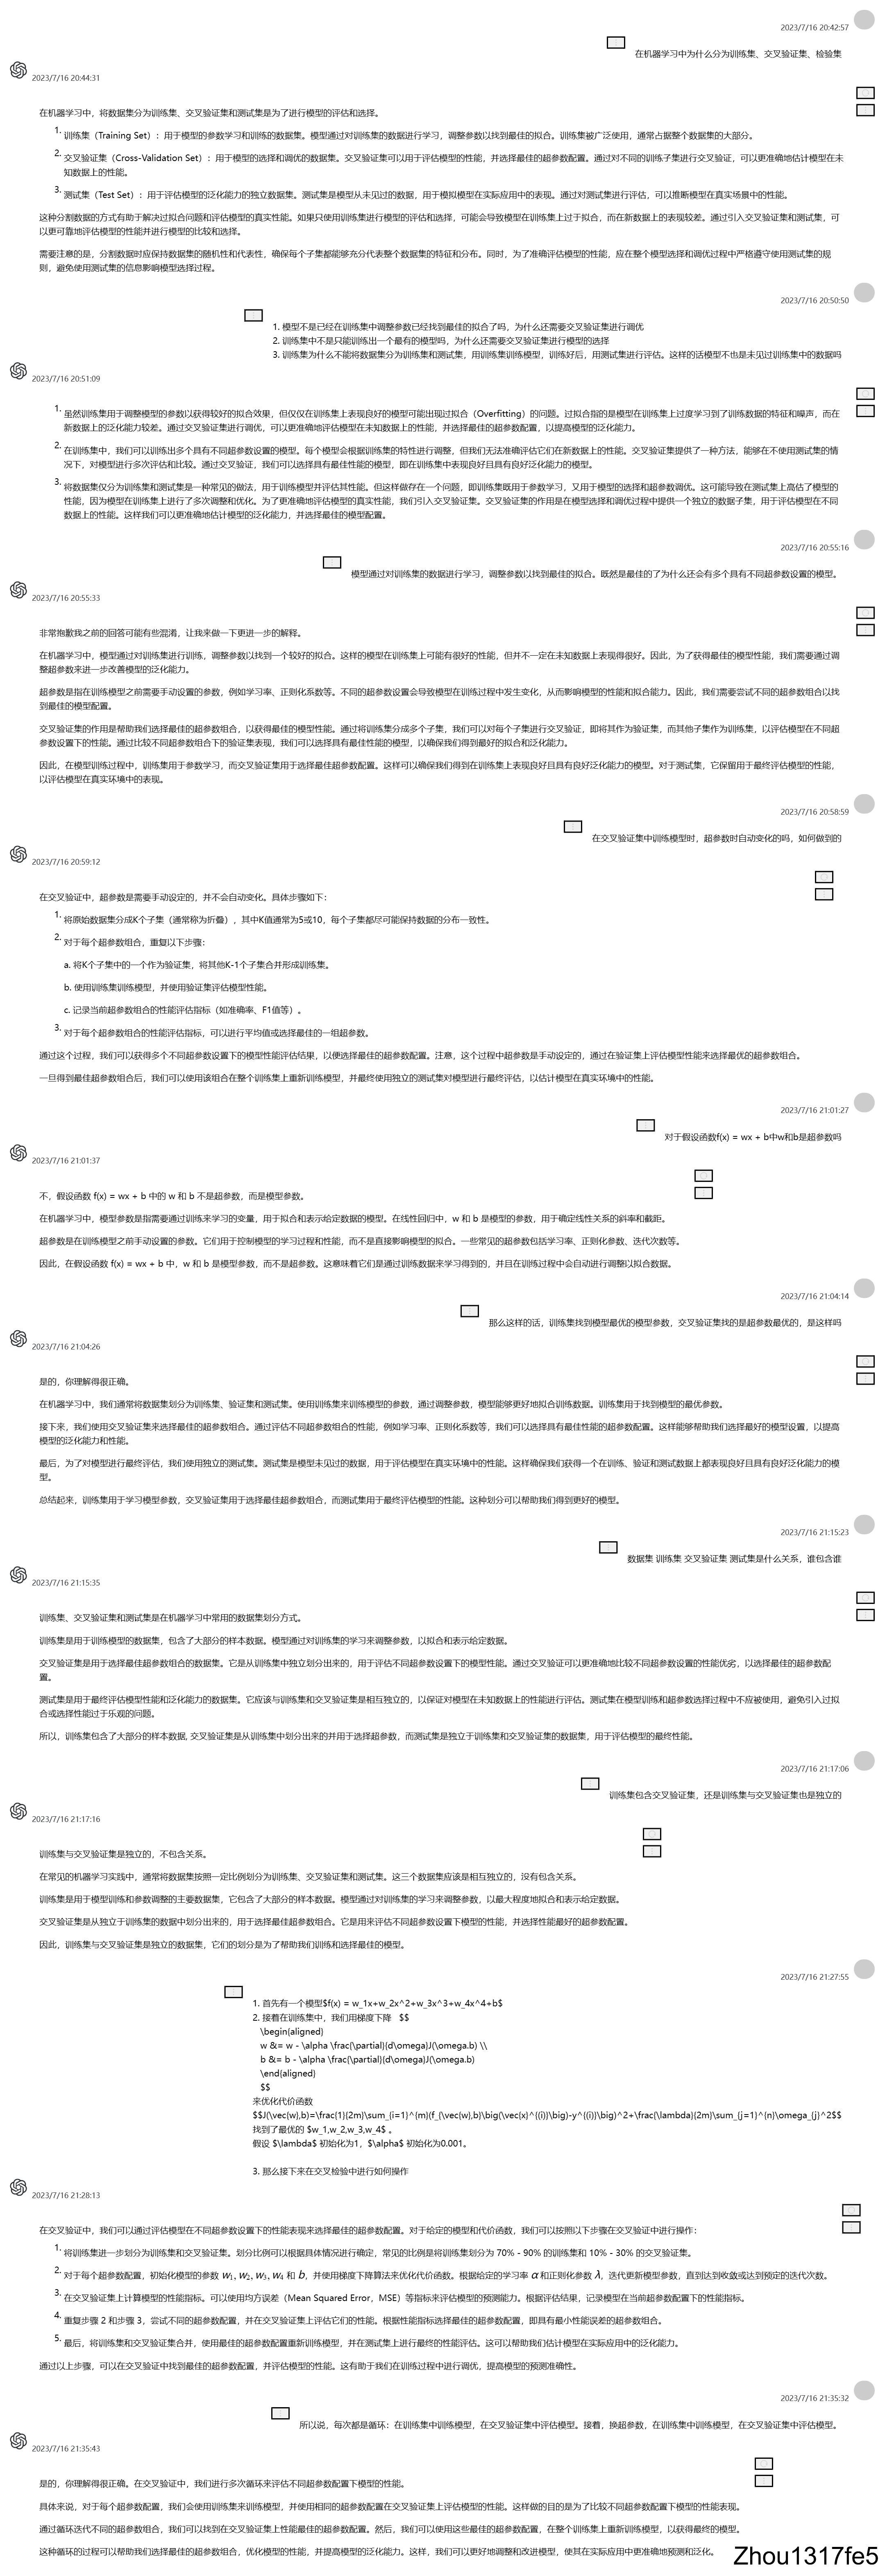 2023/7/16 20:42:57
在机器学习中为什么分为训练集、交叉验证集、检验集
2023/7/16 20:44:31
在机器学习中，将数据集分为训练集、交叉验证集和测试集是为了进行模型的评估和选择。
1. 训练集（Training Set）：用于模型的参数学习和训练的数据集。模型通过对训练集的数据进行学习，调整参数以找到最佳的拟合。训练集被广泛使用，通常占据整个数据集的大部分。
2. 交叉验证集（Cross-Validation Set）：用于模型的选择和调优的数据集。交叉验证集可以用于评估模型的性能，并选择最佳的超参数配置。通过对不同的训练子集进行交叉验证，可以更准确地估计模型在未
知数据上的性能。
3. 测试集（Test Set）：用于评估模型的泛化能力的独立数据集。测试集是模型从未见过的数据，用于模拟模型在实际应用中的表现。通过对测试集进行评估，可以推断模型在真实场景中的性能。
这种分割数据的方式有助于解决过拟合问题和评估模型的真实性能。如果只使用训练集进行模型的评估和选择，可能会导致模型在训练集上过于拟合，而在新数据上的表现较差。通过引入交叉验证集和测试集，可
以更可靠地评估模型的性能并进行模型的比较和选择。
需要注意的是，分割数据时应保持数据集的随机性和代表性，确保每个子集都能够充分代表整个数据集的特征和分布。同时，为了准确评估模型的性能，应在整个模型选择和调优过程中严格遵守使用测试集的规
则，避免使用测试集的信息影响模型选择过程。
2023/7/16 20:50:50
1. 模型不是已经在训练集中调整参数已经找到最佳的拟合了吗，为什么还需要交叉验证集进行调优
2. 训练集中不是只能训练出一个最有的模型吗，为什么还需要交叉验证集进行模型的选择
3. 训练集为什么不能将数据集分为训练集和测试集，用训练集训练模型，训练好后，用测试集进行评估。这样的话模型不也是未见过训练集中的数据吗
2023/7/16 20:51:09
1. 虽然训练集用于调整模型的参数以获得较好的拟合效果，但仅仅在训练集上表现良好的模型可能出现过拟合（Overfitting）的问题。过拟合指的是模型在训练集上过度学习到了训练数据的特征和噪声，而在
新数据上的泛化能力较差。通过交叉验证集进行调优，可以更准确地评估模型在未知数据上的性能，并选择最佳的超参数配置，以提高模型的泛化能力。
2. 在训练集中，我们可以训练出多个具有不同超参数设置的模型。每个模型会根据训练集的特性进行调整，但我们无法准确评估它们在新数据上的性能。交叉验证集提供了一种方法，能够在不使用测试集的情
况下，对模型进行多次评估和比较。通过交叉验证，我们可以选择具有最佳性能的模型，即在训练集中表现良好且具有良好泛化能力的模型。
3. 将数据集仅分为训练集和测试集是一种常见的做法，用于训练模型并评估其性能。但这样做存在一个问题，即训练集既用于参数学习，又用于模型的选择和超参数调优。这可能导致在测试集上高估了模型的
性能，因为模型在训练集上进行了多次调整和优化。为了更准确地评估模型的真实性能，我们引入交叉验证集。交叉验证集的作用是在模型选择和调优过程中提供一个独立的数据子集，用于评估模型在不同
数据上的性能。这样我们可以更准确地估计模型的泛化能力，并选择最佳的模型配置。
2023/7/16 20:55:16
模型通过对训练集的数据进行学习，调整参数以找到最佳的拟合。既然是最佳的了为什么还会有多个具有不同超参数设置的模型。
2023/7/16 20:55:33
非常抱歉我之前的回答可能有些混淆，让我来做一下更进一步的解释。
在机器学习中，模型通过对训练集进行训练，调整参数以找到一个较好的拟合。这样的模型在训练集上可能有很好的性能，但并不一定在未知数据上表现得很好。因此，为了获得最佳的模型性能，我们需要通过调
整超参数来进一步改善模型的泛化能力。
超参数是指在训练模型之前需要手动设置的参数，例如学习率、正则化系数等。不同的超参数设置会导致模型在训练过程中发生变化，从而影响模型的性能和拟合能力。因此，我们需要尝试不同的超参数组合以找
到最佳的模型配置。
交叉验证集的作用是帮助我们选择最佳的超参数组合，以获得最佳的模型性能。通过将训练集分成多个子集，我们可以对每个子集进行交叉验证，即将其作为验证集，而其他子集作为训练集，以评估模型在不同超
参数设置下的性能。通过比较不同超参数组合下的验证集表现，我们可以选择具有最佳性能的模型，以确保我们得到最好的拟合和泛化能力。
因此，在模型训练过程中，训练集用于参数学习，而交叉验证集用于选择最佳超参数配置。这样可以确保我们得到在训练集上表现良好且具有良好泛化能力的模型。对于测试集，它保留用于最终评估模型的性能，
以评估模型在真实环境中的表现。
2023/7/16 20:58:59
在交叉验证集中训练模型时，超参数时自动变化的吗，如何做到的
2023/7/16 20:59:12
在交叉验证中，超参数是需要手动设定的，并不会自动变化。具体步骤如下：
1. 将原始数据集分成K个子集（通常称为折叠），其中K值通常为5或10，每个子集都尽可能保持数据的分布一致性。
2. 对于每个超参数组合，重复以下步骤：
a. 将K个子集中的一个作为验证集，将其他K-1个子集合并形成训练集。
b. 使用训练集训练模型，并使用验证集评估模型性能。
c. 记录当前超参数组合的性能评估指标（如准确率、F1值等）。
3. 对于每个超参数组合的性能评估指标，可以进行平均值或选择最佳的一组超参数。
通过这个过程，我们可以获得多个不同超参数设置下的模型性能评估结果，以便选择最佳的超参数配置。注意，这个过程中超参数是手动设定的，通过在验证集上评估模型性能来选择最优的超参数组合。
一旦得到最佳超参数组合后，我们可以使用该组合在整个训练集上重新训练模型，并最终使用独立的测试集对模型进行最终评估，以估计模型在真实环境中的性能。
2023/7/16 21:01:27
对于假设函数f(x) = wx + b中w和b是超参数吗
2023/7/16 21:01:37
不，假设函数 f(x) = wx + b 中的 w 和 b 不是超参数，而是模型参数。
在机器学习中，模型参数是指需要通过训练来学习的变量，用于拟合和表示给定数据的模型。在线性回归中，w 和 b 是模型的参数，用于确定线性关系的斜率和截距。
超参数是在训练模型之前手动设置的参数。它们用于控制模型的学习过程和性能，而不是直接影响模型的拟合。一些常见的超参数包括学习率、正则化参数、迭代次数等。
因此，在假设函数 f(x) = wx + b 中，w 和 b 是模型参数，而不是超参数。这意味着它们是通过训练数据来学习得到的，并且在训练过程中会自动进行调整以拟合数据。
2023/7/16 21:04:14
那么这样的话，训练集找到模型最优的模型参数，交叉验证集找的是超参数最优的，是这样吗
2023/7/16 21:04:26
是的，你理解得很正确。
在机器学习中，我们通常将数据集划分为训练集、验证集和测试集。使用训练集来训练模型的参数，通过调整参数，模型能够更好地拟合训练数据。训练集用于找到模型的最优参数。
接下来，我们使用交叉验证集来选择最佳的超参数组合。通过评估不同超参数组合的性能，例如学习率、正则化系数等，我们可以选择具有最佳性能的超参数配置。这样能够帮助我们选择最好的模型设置，以提高
模型的泛化能力和性能。
最后，为了对模型进行最终评估，我们使用独立的测试集。测试集是模型未见过的数据，用于评估模型在真实环境中的性能。这样确保我们获得一个在训练、验证和测试数据上都表现良好且具有良好泛化能力的模
型。
总结起来，训练集用于学习模型参数，交叉验证集用于选择最佳超参数组合，而测试集用于最终评估模型的性能。这种划分可以帮助我们得到更好的模型。
2023/7/16 21:15:23
数据集 训练集 交叉验证集 测试集是什么关系，谁包含谁
2023/7/16 21:15:35
训练集、交叉验证集和测试集是在机器学习中常用的数据集划分方式。
训练集是用于训练模型的数据集，包含了大部分的样本数据。模型通过对训练集的学习来调整参数，以拟合和表示给定数据。
交叉验证集是用于选择最佳超参数组合的数据集。它是从训练集中独立划分出来的，用于评估不同超参数设置下的模型性能。通过交叉验证可以更准确地比较不同超参数设置的性能优劣，以选择最佳的超参数配
置。
测试集是用于最终评估模型性能和泛化能力的数据集。它应该与训练集和交叉验证集是相互独立的，以保证对模型在未知数据上的性能进行评估。测试集在模型训练和超参数选择过程中不应被使用，避免引入过拟
合或选择性能过于乐观的问题。
所以，训练集包含了大部分的样本数据, 交叉验证集是从训练集中划分出来的并用于选择超参数，而测试集是独立于训练集和交叉验证集的数据集，用于评估模型的最终性能。
2023/7/16 21:17:06
训练集包含交叉验证集，还是训练集与交叉验证集也是独立的
2023/7/16 21:17:16
训练集与交叉验证集是独立的，不包含关系。
在常见的机器学习实践中，通常将数据集按照一定比例划分为训练集、交叉验证集和测试集。这三个数据集应该是相互独立的，没有包含关系。
训练集是用于模型训练和参数调整的主要数据集，它包含了大部分的样本数据。模型通过对训练集的学习来调整参数，以最大程度地拟合和表示给定数据。
交叉验证集是从独立于训练集的数据中划分出来的，用于选择最佳超参数组合。它是用来评估不同超参数设置下模型的性能，并选择性能最好的超参数配置。
因此，训练集与交叉验证集是独立的数据集，它们的划分是为了帮助我们训练和选择最佳的模型。
2023/7/16 21:27:55
1. 首先有一个模型$f(x) = w_1x+w_2x^2+w_3x^3+w_4x^4+b$
2. 接着在训练集中，我们用梯度下降 $$
\begin{aligned}
w &= w - \alpha \frac{\partial}{d\omega}J(\omega.b) \\
b &= b - \alpha \frac{\partial}{d\omega}J(\omega.b)
\end{aligned}
$$
来优化代价函数
$$J(\vec{w},b)=\frac{1}{2m}\sum_{i=1}^{m}(f_{\vec{w},b}\big(\vec{x}^{(i)}\big)-y^{(i)}\big)^2+\frac{\lambda}{2m}\sum_{j=1}^{n}\omega_{j}^2$$
找到了最优的 $w_1,w_2,w_3,w_4$ 。
假设 $\lambda$ 初始化为1，$\alpha$ 初始化为0.001。
3. 那么接下来在交叉检验中进行如何操作
2023/7/16 21:28:13
在交叉验证中，我们可以通过评估模型在不同超参数设置下的性能表现来选择最佳的超参数配置。对于给定的模型和代价函数，我们可以按照以下步骤在交叉验证中进行操作：
1. 将训练集进一步划分为训练集和交叉验证集。划分比例可以根据具体情况进行确定，常见的比例是将训练集划分为 70% - 90% 的训练集和 10% - 30% 的交叉验证集。
2. 对于每个超参数配置，初始化模型的参数 w₁, w₂, w₃, w₄ 和 b，并使用梯度下降算法来优化代价函数。根据给定的学习率 α 和正则化参数 λ，迭代更新模型参数，直到达到收敛或达到预定的迭代次数。
3. 在交叉验证集上计算模型的性能指标。可以使用均方误差（Mean Squared Error，MSE）等指标来评估模型的预测能力。根据评估结果，记录模型在当前超参数配置下的性能指标。
4. 重复步骤 2 和步骤 3，尝试不同的超参数配置，并在交叉验证集上评估它们的性能。根据性能指标选择最佳的超参数配置，即具有最小性能误差的超参数组合。
5. 最后，将训练集和交叉验证集合并，使用最佳的超参数配置重新训练模型，并在测试集上进行最终的性能评估。这可以帮助我们估计模型在实际应用中的泛化能力。
通过以上步骤，可以在交叉验证中找到最佳的超参数配置，并评估模型的性能。这有助于我们在训练过程中进行调优，提高模型的预测准确性。
2023/7/16 21:35:32
所以说，每次都是循环：在训练集中训练模型，在交叉验证集中评估模型。接着，换超参数，在训练集中训练模型，在交叉验证集中评估模型。
2023/7/16 21:35:43
是的，你理解得很正确。在交叉验证中，我们进行多次循环来评估不同超参数配置下模型的性能。
具体来说，对于每个超参数配置，我们会使用训练集来训练模型，并使用相同的超参数配置在交叉验证集上评估模型的性能。这样做的目的是为了比较不同超参数配置下模型的性能表现。
通过循环迭代不同的超参数组合，我们可以找到在交叉验证集上性能最佳的超参数配置。然后，我们可以使用这些最佳的超参数配置，在整个训练集上重新训练模型，以获得最终的模型。
这种循环的过程可以帮助我们选择最佳的超参数组合，优化模型的性能，并提高模型的泛化能力。这样，我们可以更好地调整和改进模型，使其在实际应用中更准确地预测和泛化。
Zhou1317fe5